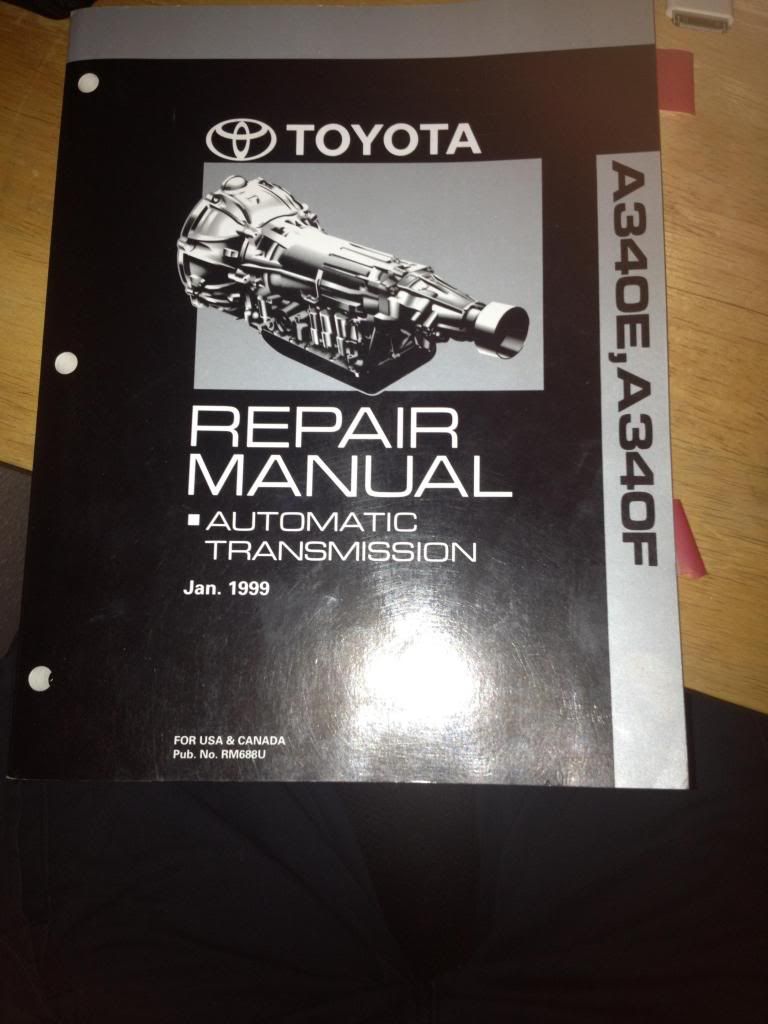 TOYOTA
A340E, A340F
REPAIR
MANUAL
▪ AUTOMATIC
TRANSMISSION
Jan. 1999
FOR USA & CANADA
Pub. No. RM688U